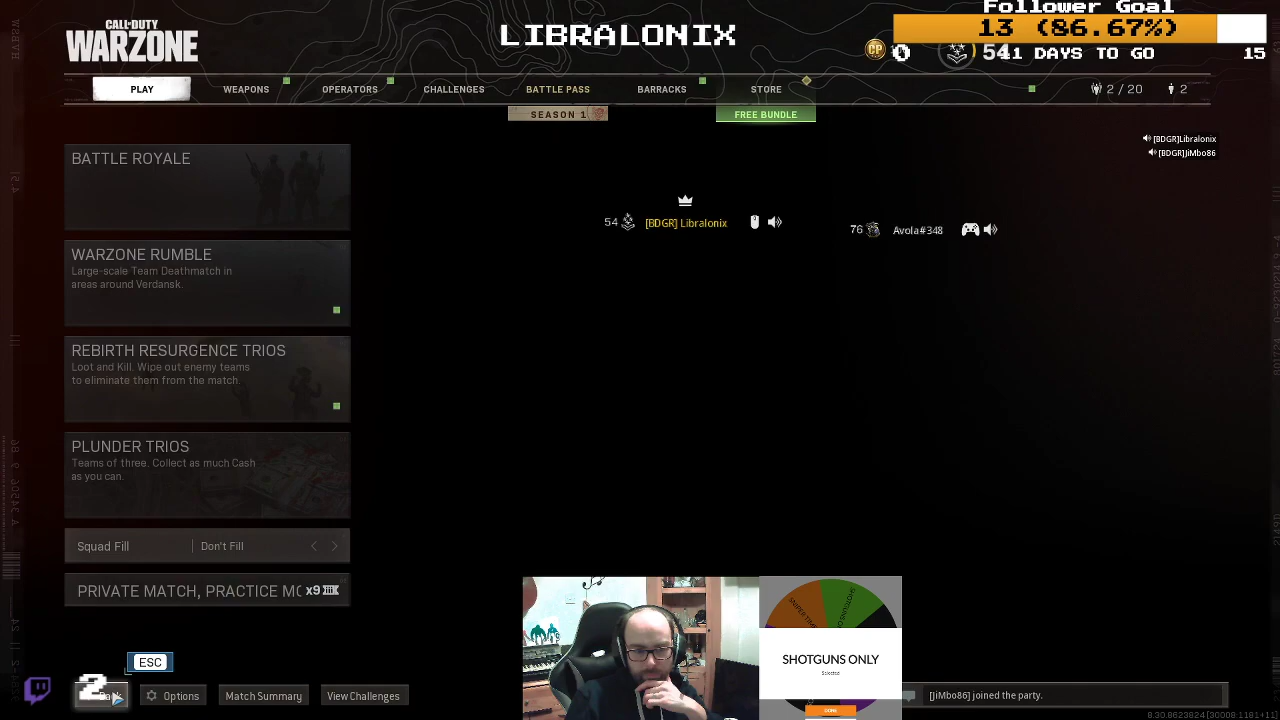 CALL OF DUTY
WARZONE
LIBRALONIX
Follower Goal
13 (86.67%)
0
541 DAYS TO GO
15
PLAY
WEAPONS
OPERATORS
CHALLENGES
BATTLE PASS
BARRACKS
STORE
2 / 20
2
SEASON 1
FREE BUNDLE
[BDGR]Libralonix
[BDGR]JiMbo86
54
[BDGR] Libralonix
76
Avola#348
BATTLE ROYALE
WARZONE RUMBLE
Large-scale Team Deathmatch in
areas around Verdansk.
REBIRTH RESURGENCE TRIOS
Loot and Kill. Wipe out enemy teams
to eliminate them from the match.
PLUNDER TRIOS
Teams of three. Collect as much Cash
as you can.
Squad Fill
Don't Fill
PRIVATE MATCH, PRACTICE MO
x9
ESC
2
Options
Match Summary
View Challenges
SHOTGUNS ONLY
Selected
DONE
[JiMbo86] joined the party.